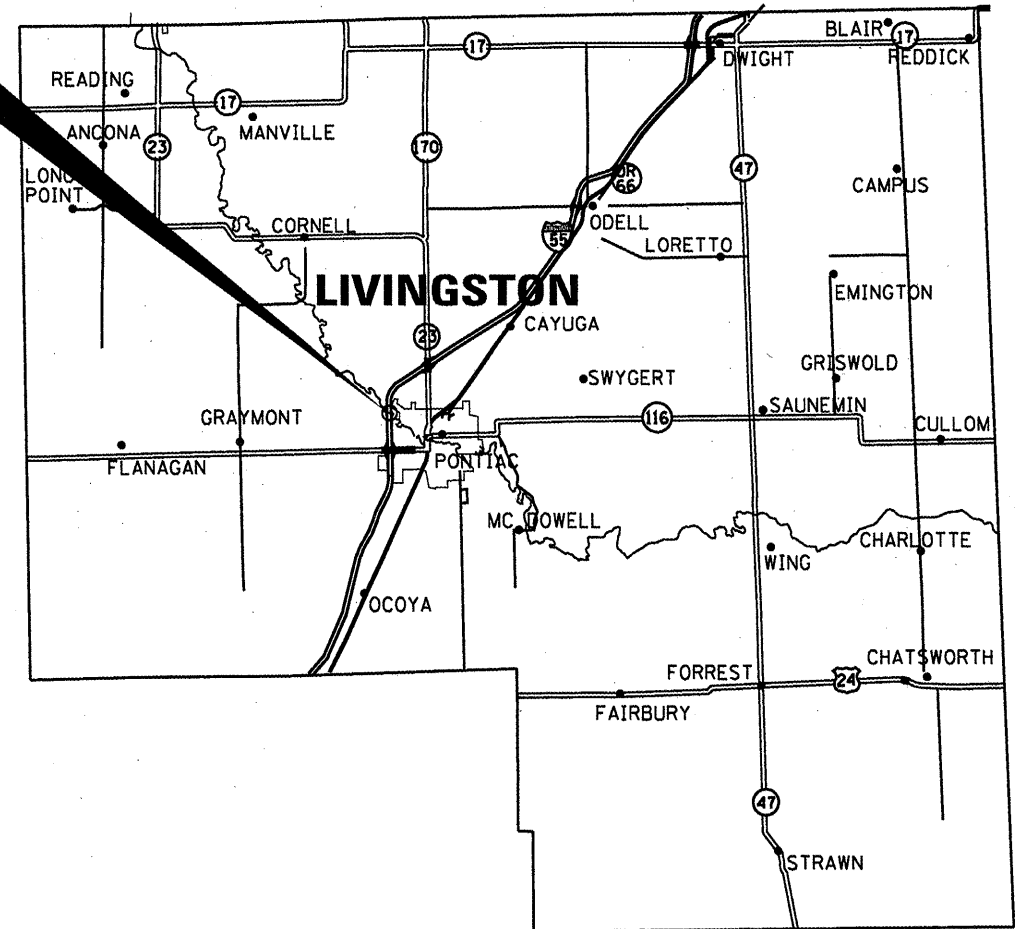 BLAIR
17
17
REDDICK
DWIGHT
READING
17
MANVILLE
ANCONA
23
170
47
LONG
POINT
OR
66
CAMPUS
ODELL
CORNELL
55
LORETTO
LIVINGSTON
EMINGTON
CAYUGA
23
GRISWOLD
SWYGERT
SAUNEMIN
GRAYMONT
116
CULLOM
FLANAGAN
PONTIAC
MC DOWELL
CHARLOTTE
WING
OCOYA
CHATSWORTH
FORREST
24
FAIRBURY
47
STRAWN